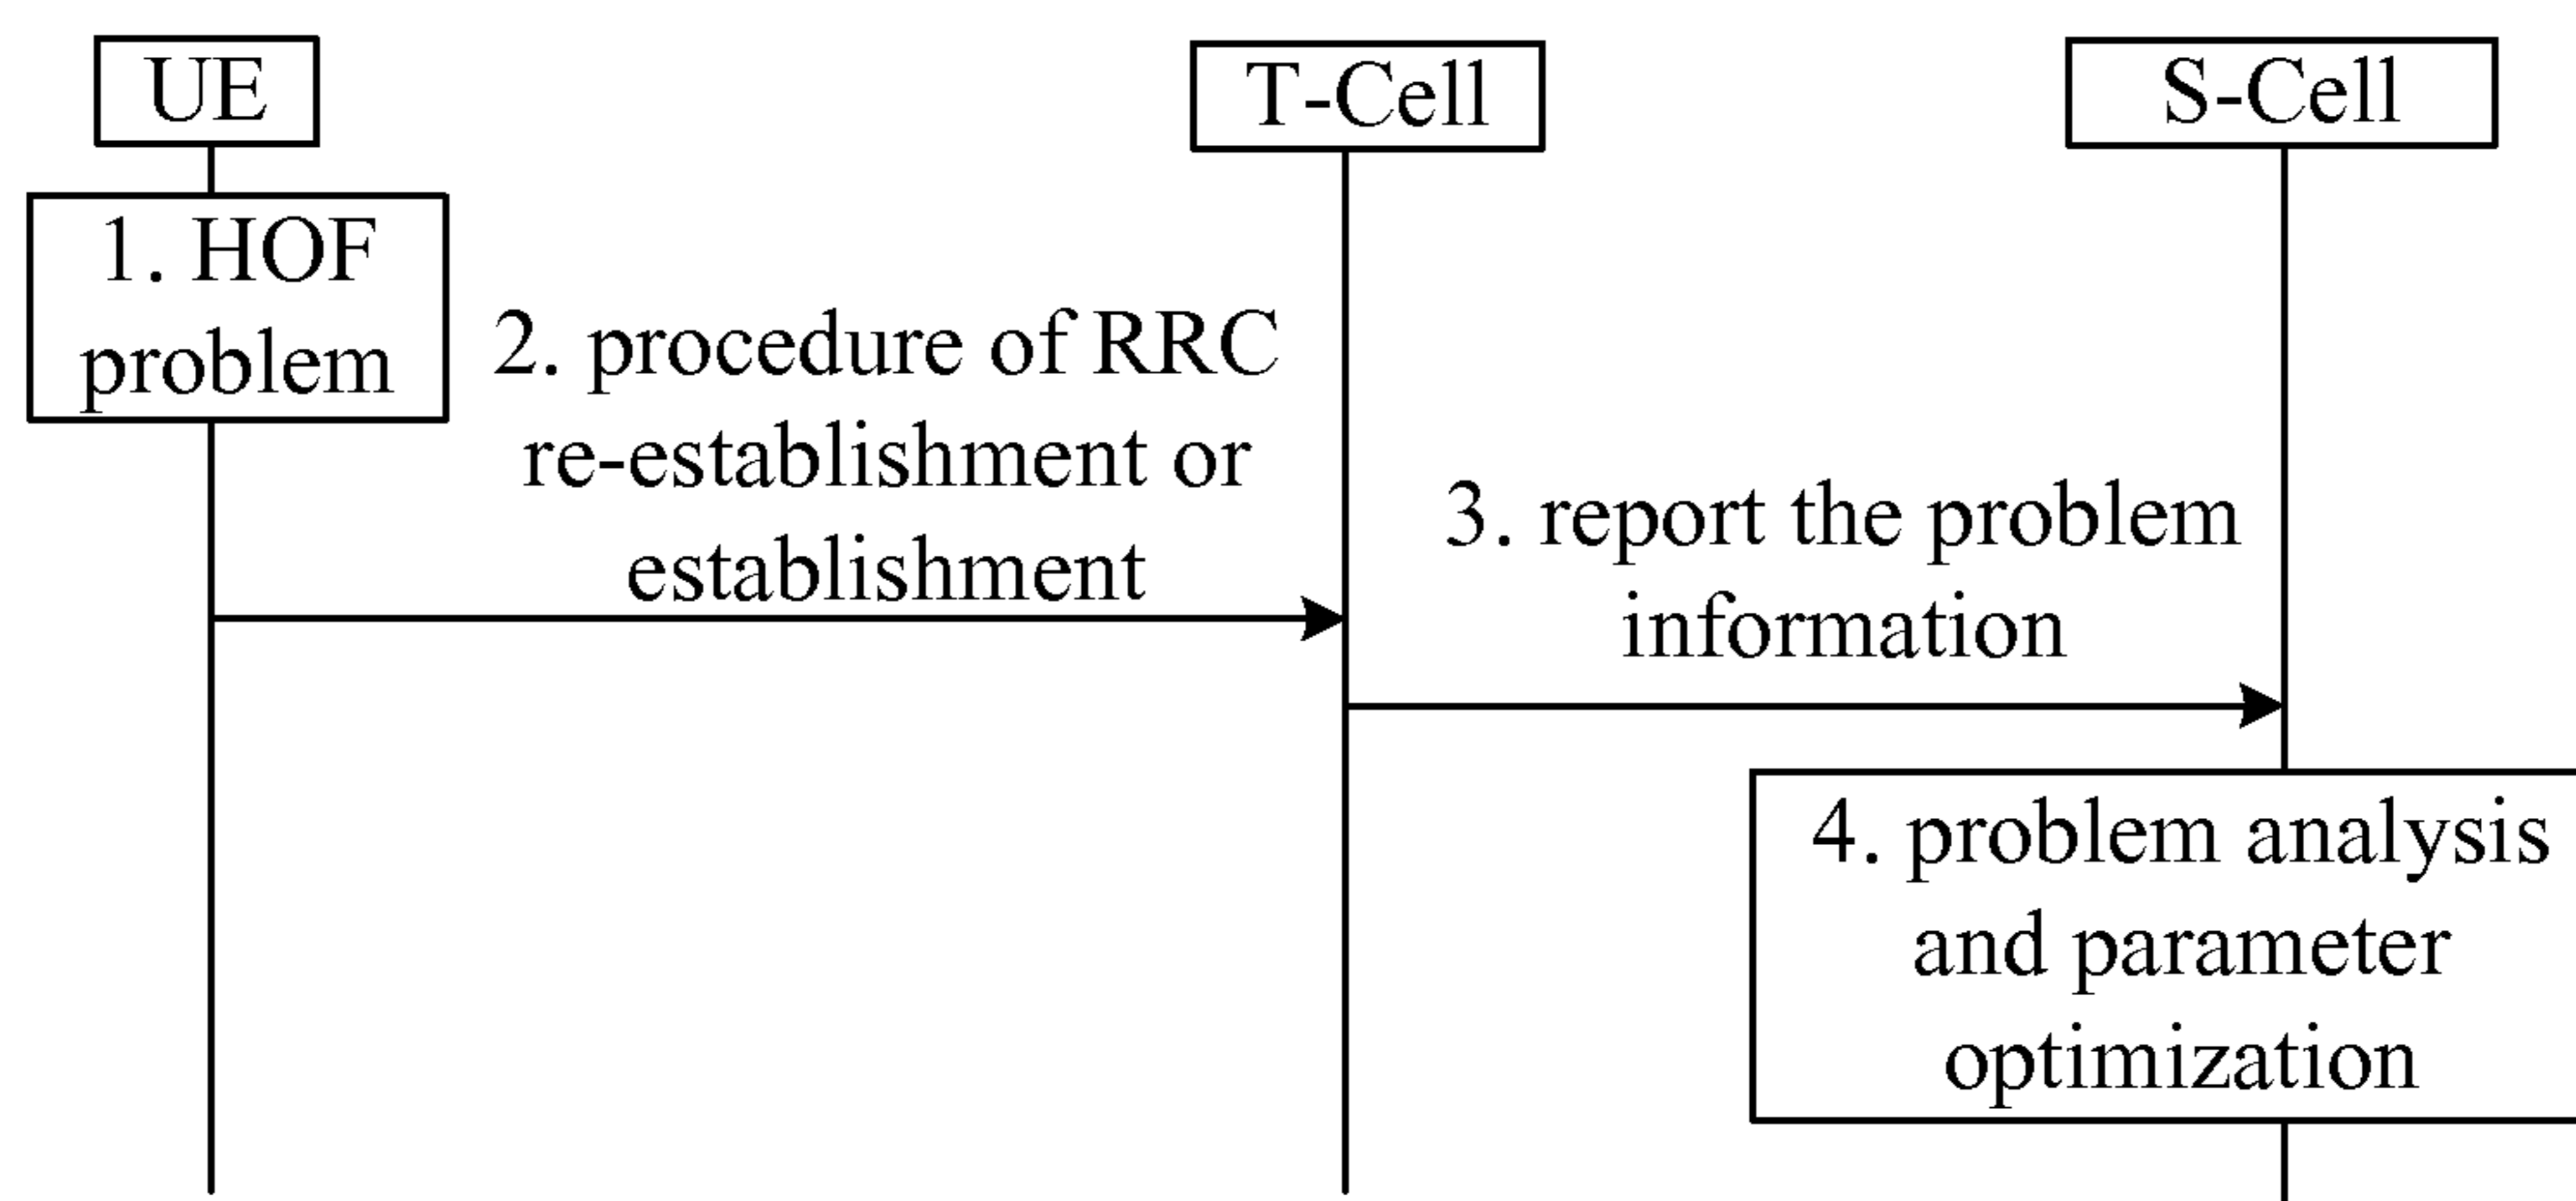 UE
T-Cell
S-Cell
1. HOF
problem
2. procedure of RRC
re-establishment or
establishment
3. report the problem
information
4. problem analysis
and parameter
optimization